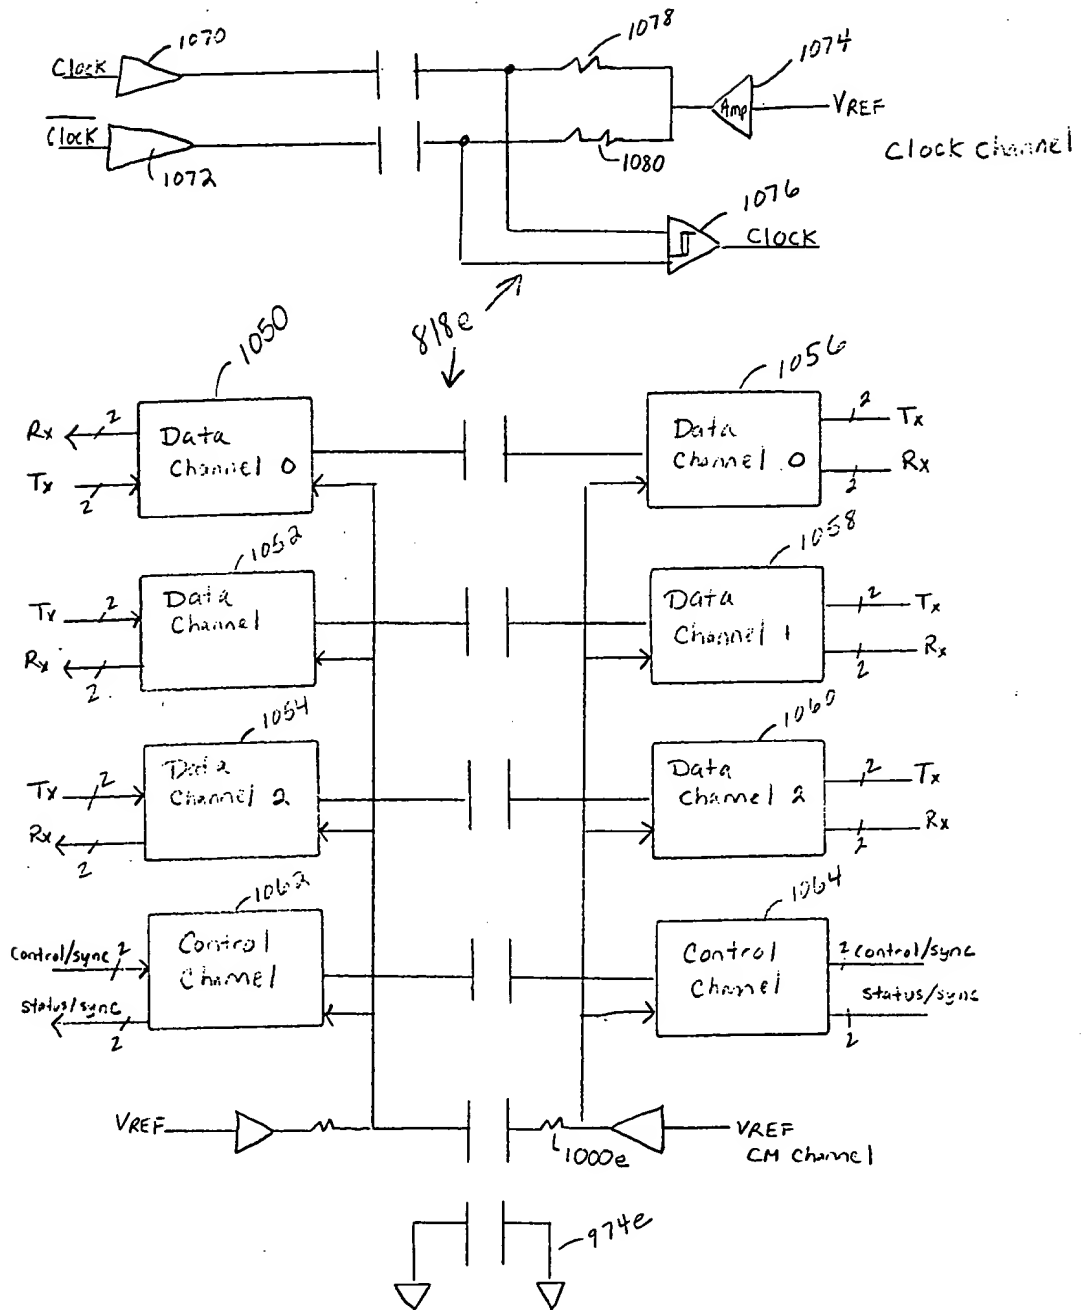 1070
1078
1074
Clock
Amp
VREF
Clock
1072
1080
Clock Channel
1076
Clock
818e
1050
1056
Rx
2
Data
Channel 0
Tx
2
Data
Channel 0
2
Tx
Rx
2
1052
1058
Tx
2
Data
Channel
Rx
2
Data
Channel 1
2
Tx
Rx
2
1054
1060
Tx
2
Data
Channel 2
Rx
2
Data
Channel 2
2
Tx
Rx
2
1062
1064
Control/sync
2
Control
Channel
Status/sync
2
Control
Channel
2
Control/sync
Status/sync
2
VREF
1000e
VREF
CM Channel
974e